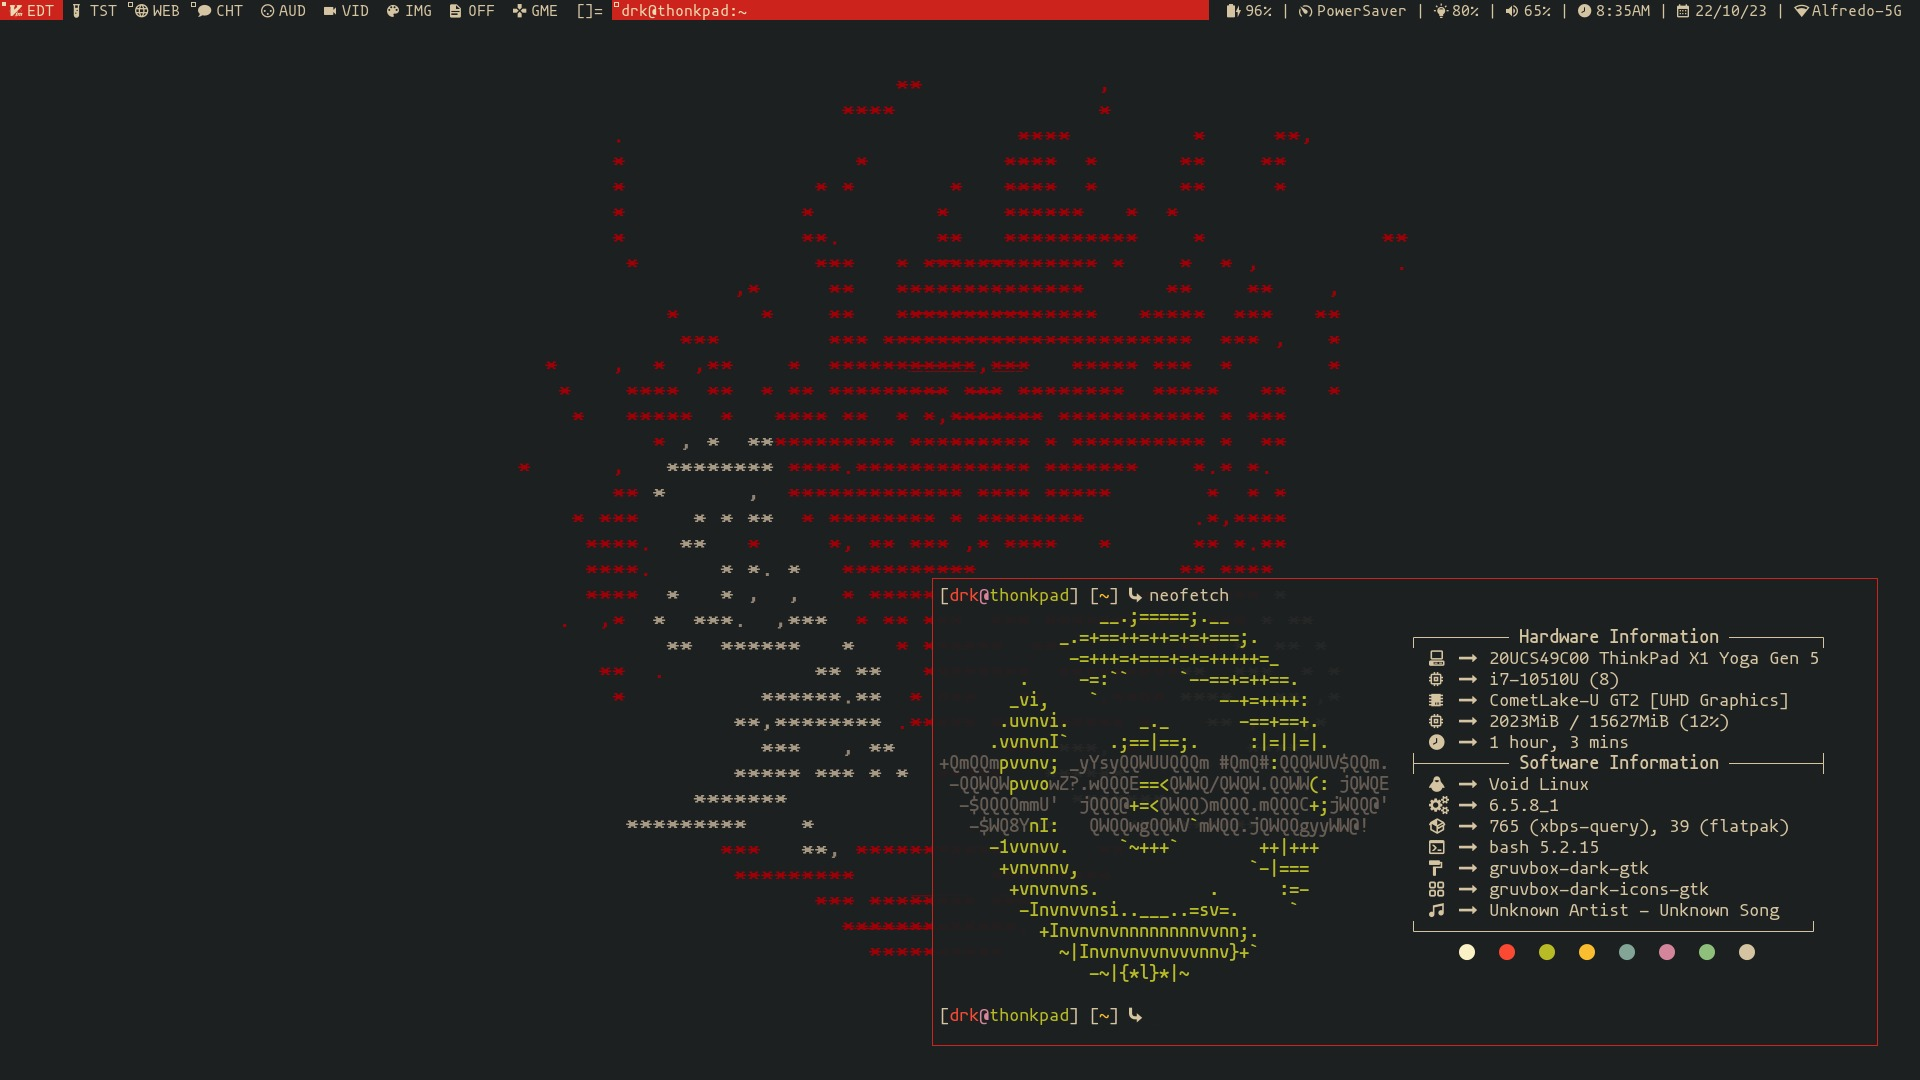 EDT TST WEB CHT AUD VID IMG OFF GME []= drk@thonkpad:~ 96% | PowerSaver | 80% | 65% | 8:35AM | 22/10/23 | Alfredo-5G
[drk@thonkpad] [~] neofetch
Hardware Information
20UCS49C00 ThinkPad X1 Yoga Gen 5
i7-10510U (8)
CometLake-U GT2 [UHD Graphics]
2023MiB / 15627MiB (12%)
1 hour, 3 mins
Software Information
Void Linux
6.5.8_1
765 (xbps-query), 39 (flatpak)
bash 5.2.15
gruvbox-dark-gtk
gruvbox-dark-icons-gtk
Unknown Artist - Unknown Song
[drk@thonkpad] [~]